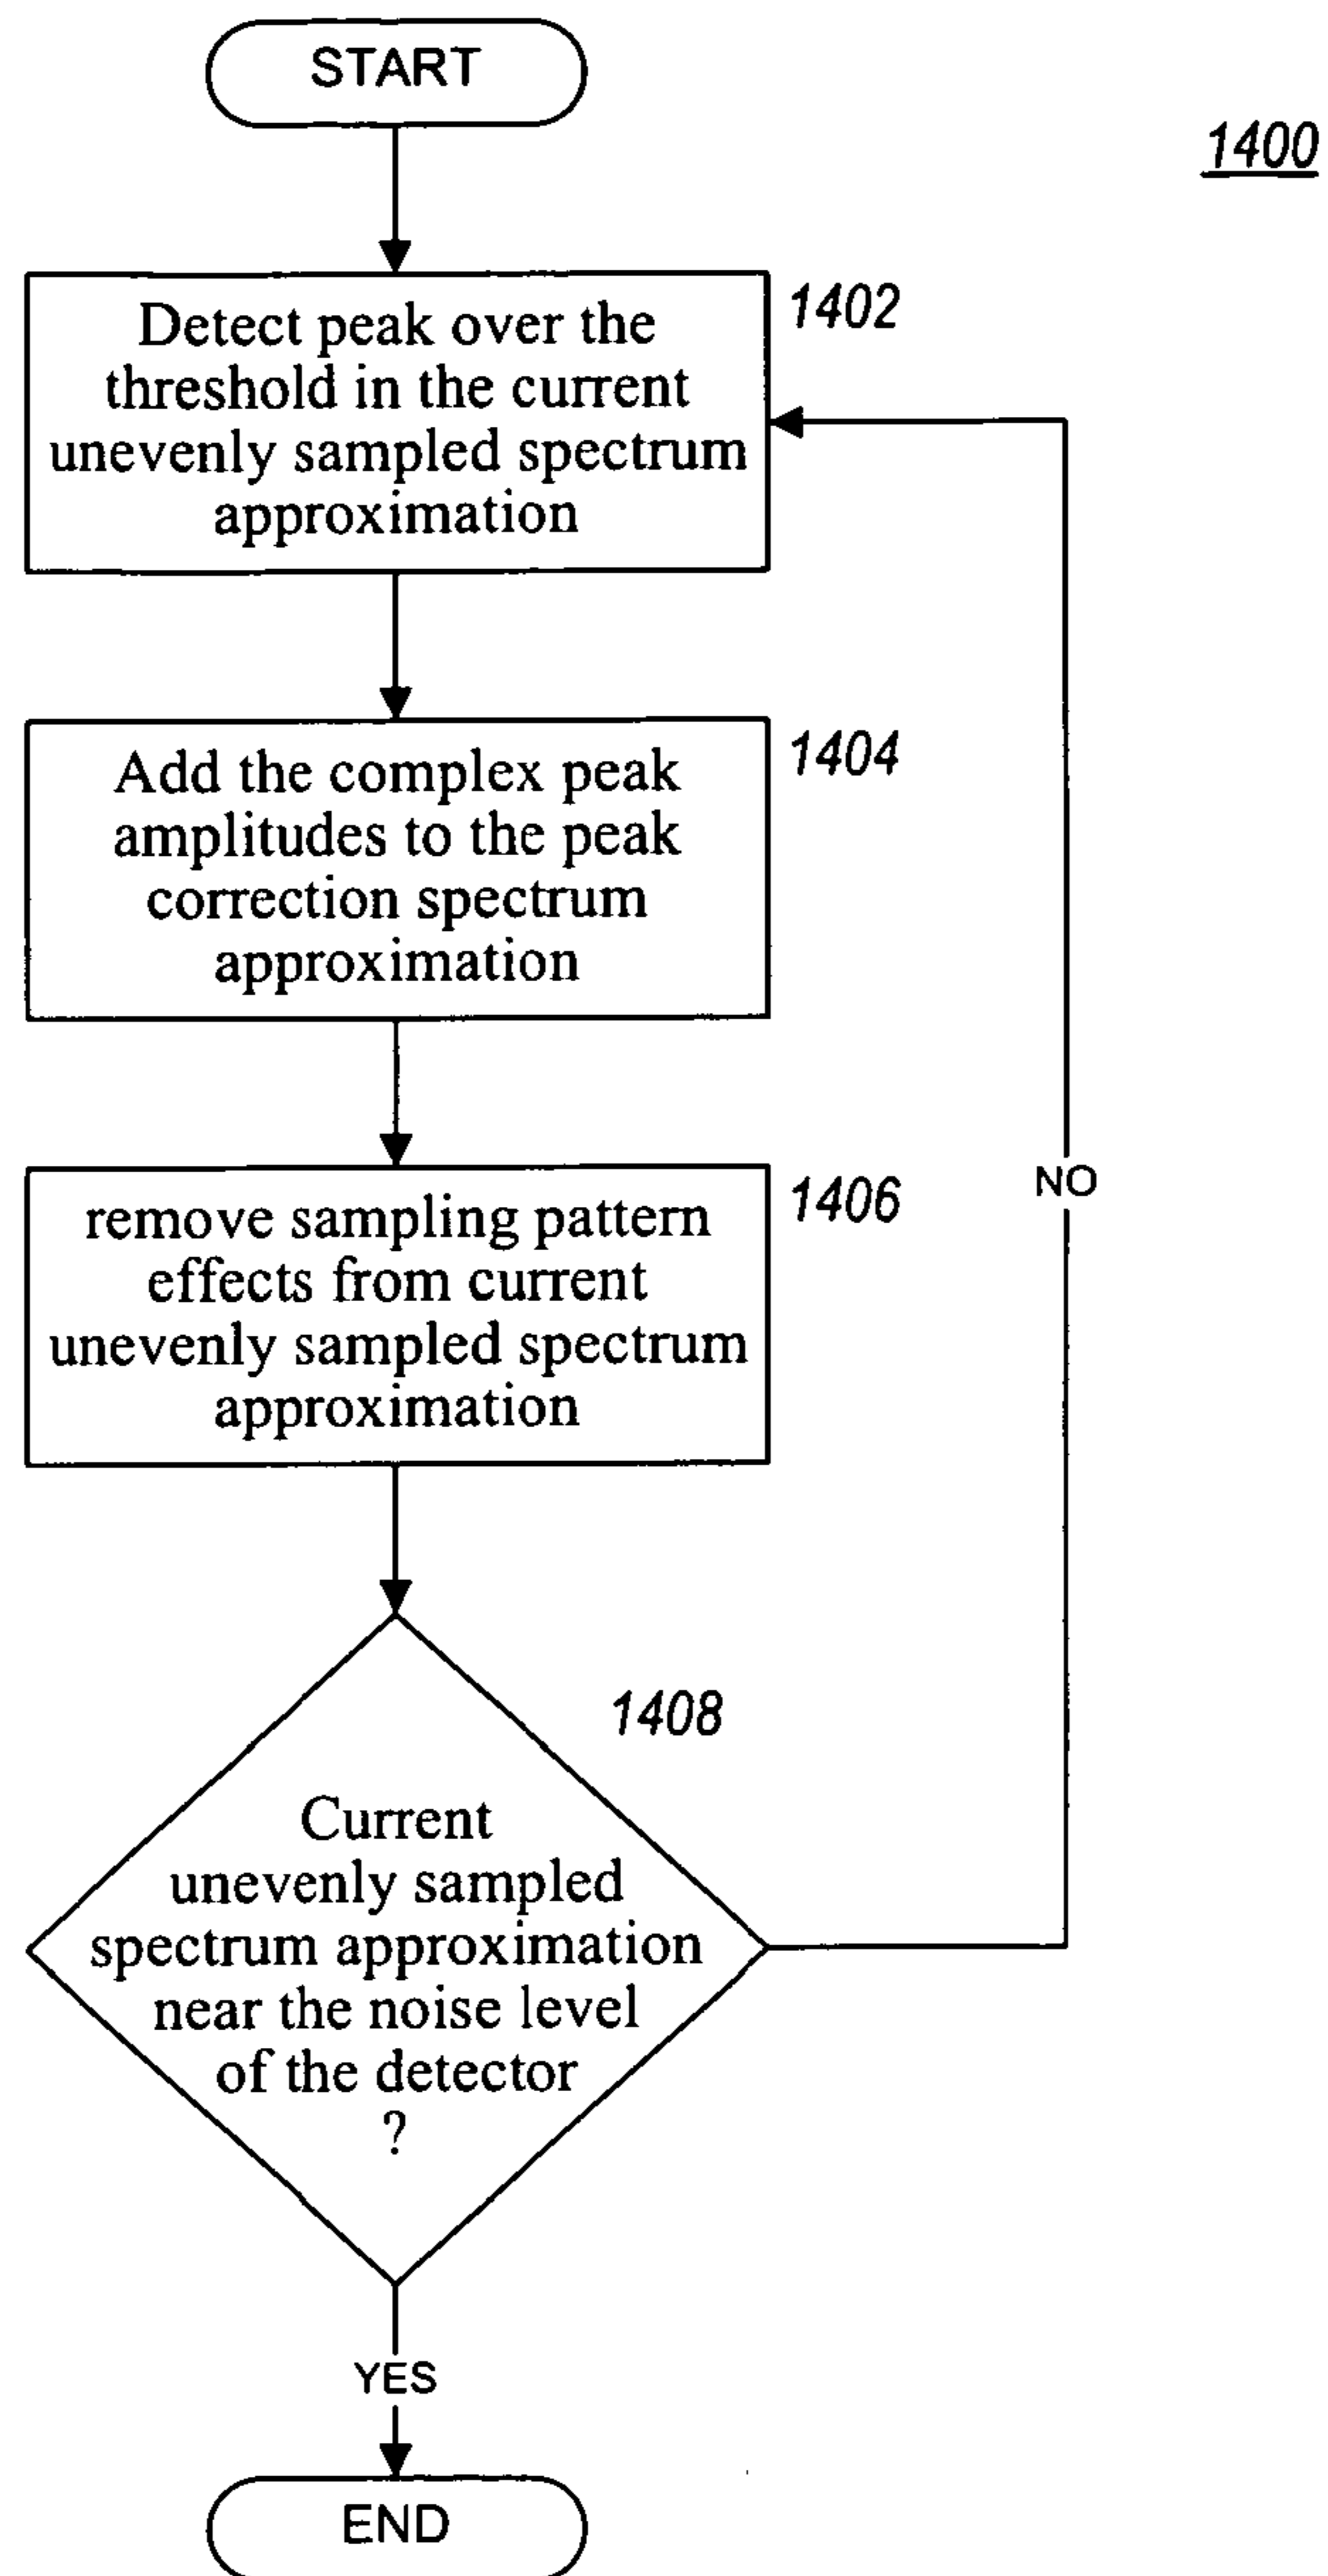 START
1400
1402
Detect peak over the
threshold in the current
unevenly sampled spectrum
approximation
1404
Add the complex peak
amplitudes to the peak
correction spectrum
approximation
1406
remove sampling pattern
effects from current
unevenly sampled spectrum
approximation
NO
1408
Current
unevenly sampled
spectrum approximation
near the noise level
of the detector
?
YES
END